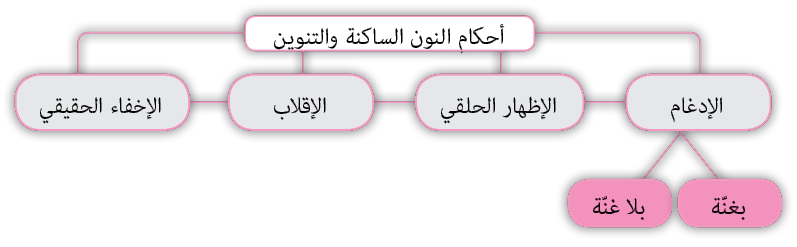 أحكام النون الساكنة والتنوين
الإدغام
الإظهار الحلقي
الإقلاب
الإخفاء الحقيقي
بغنّة
بلا غنّة